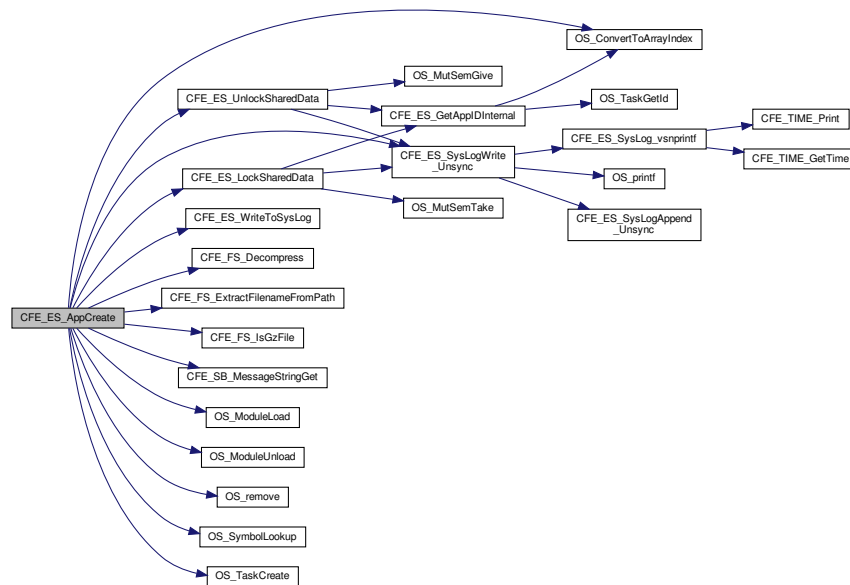 OS_ConvertToArrayIndex
OS_MutSemGive
CFE_ES_UnlockSharedData
OS_TaskGetId
CFE_ES_GetAppIDInternal
CFE_TIME_Print
CFE_ES_SysLog_vsnprintf
CFE_ES_SysLogWrite
_Unsync
CFE_TIME_GetTime
CFE_ES_LockSharedData
OS_printf
OS_MutSemTake
CFE_ES_WriteToSysLog
CFE_ES_SysLogAppend
_Unsync
CFE_FS_Decompress
CFE_FS_ExtractFilenameFromPath
CFE_ES_AppCreate
CFE_FS_IsGzFile
CFE_SB_MessageStringGet
OS_ModuleLoad
OS_ModuleUnload
OS_remove
OS_SymbolLookup
OS_TaskCreate